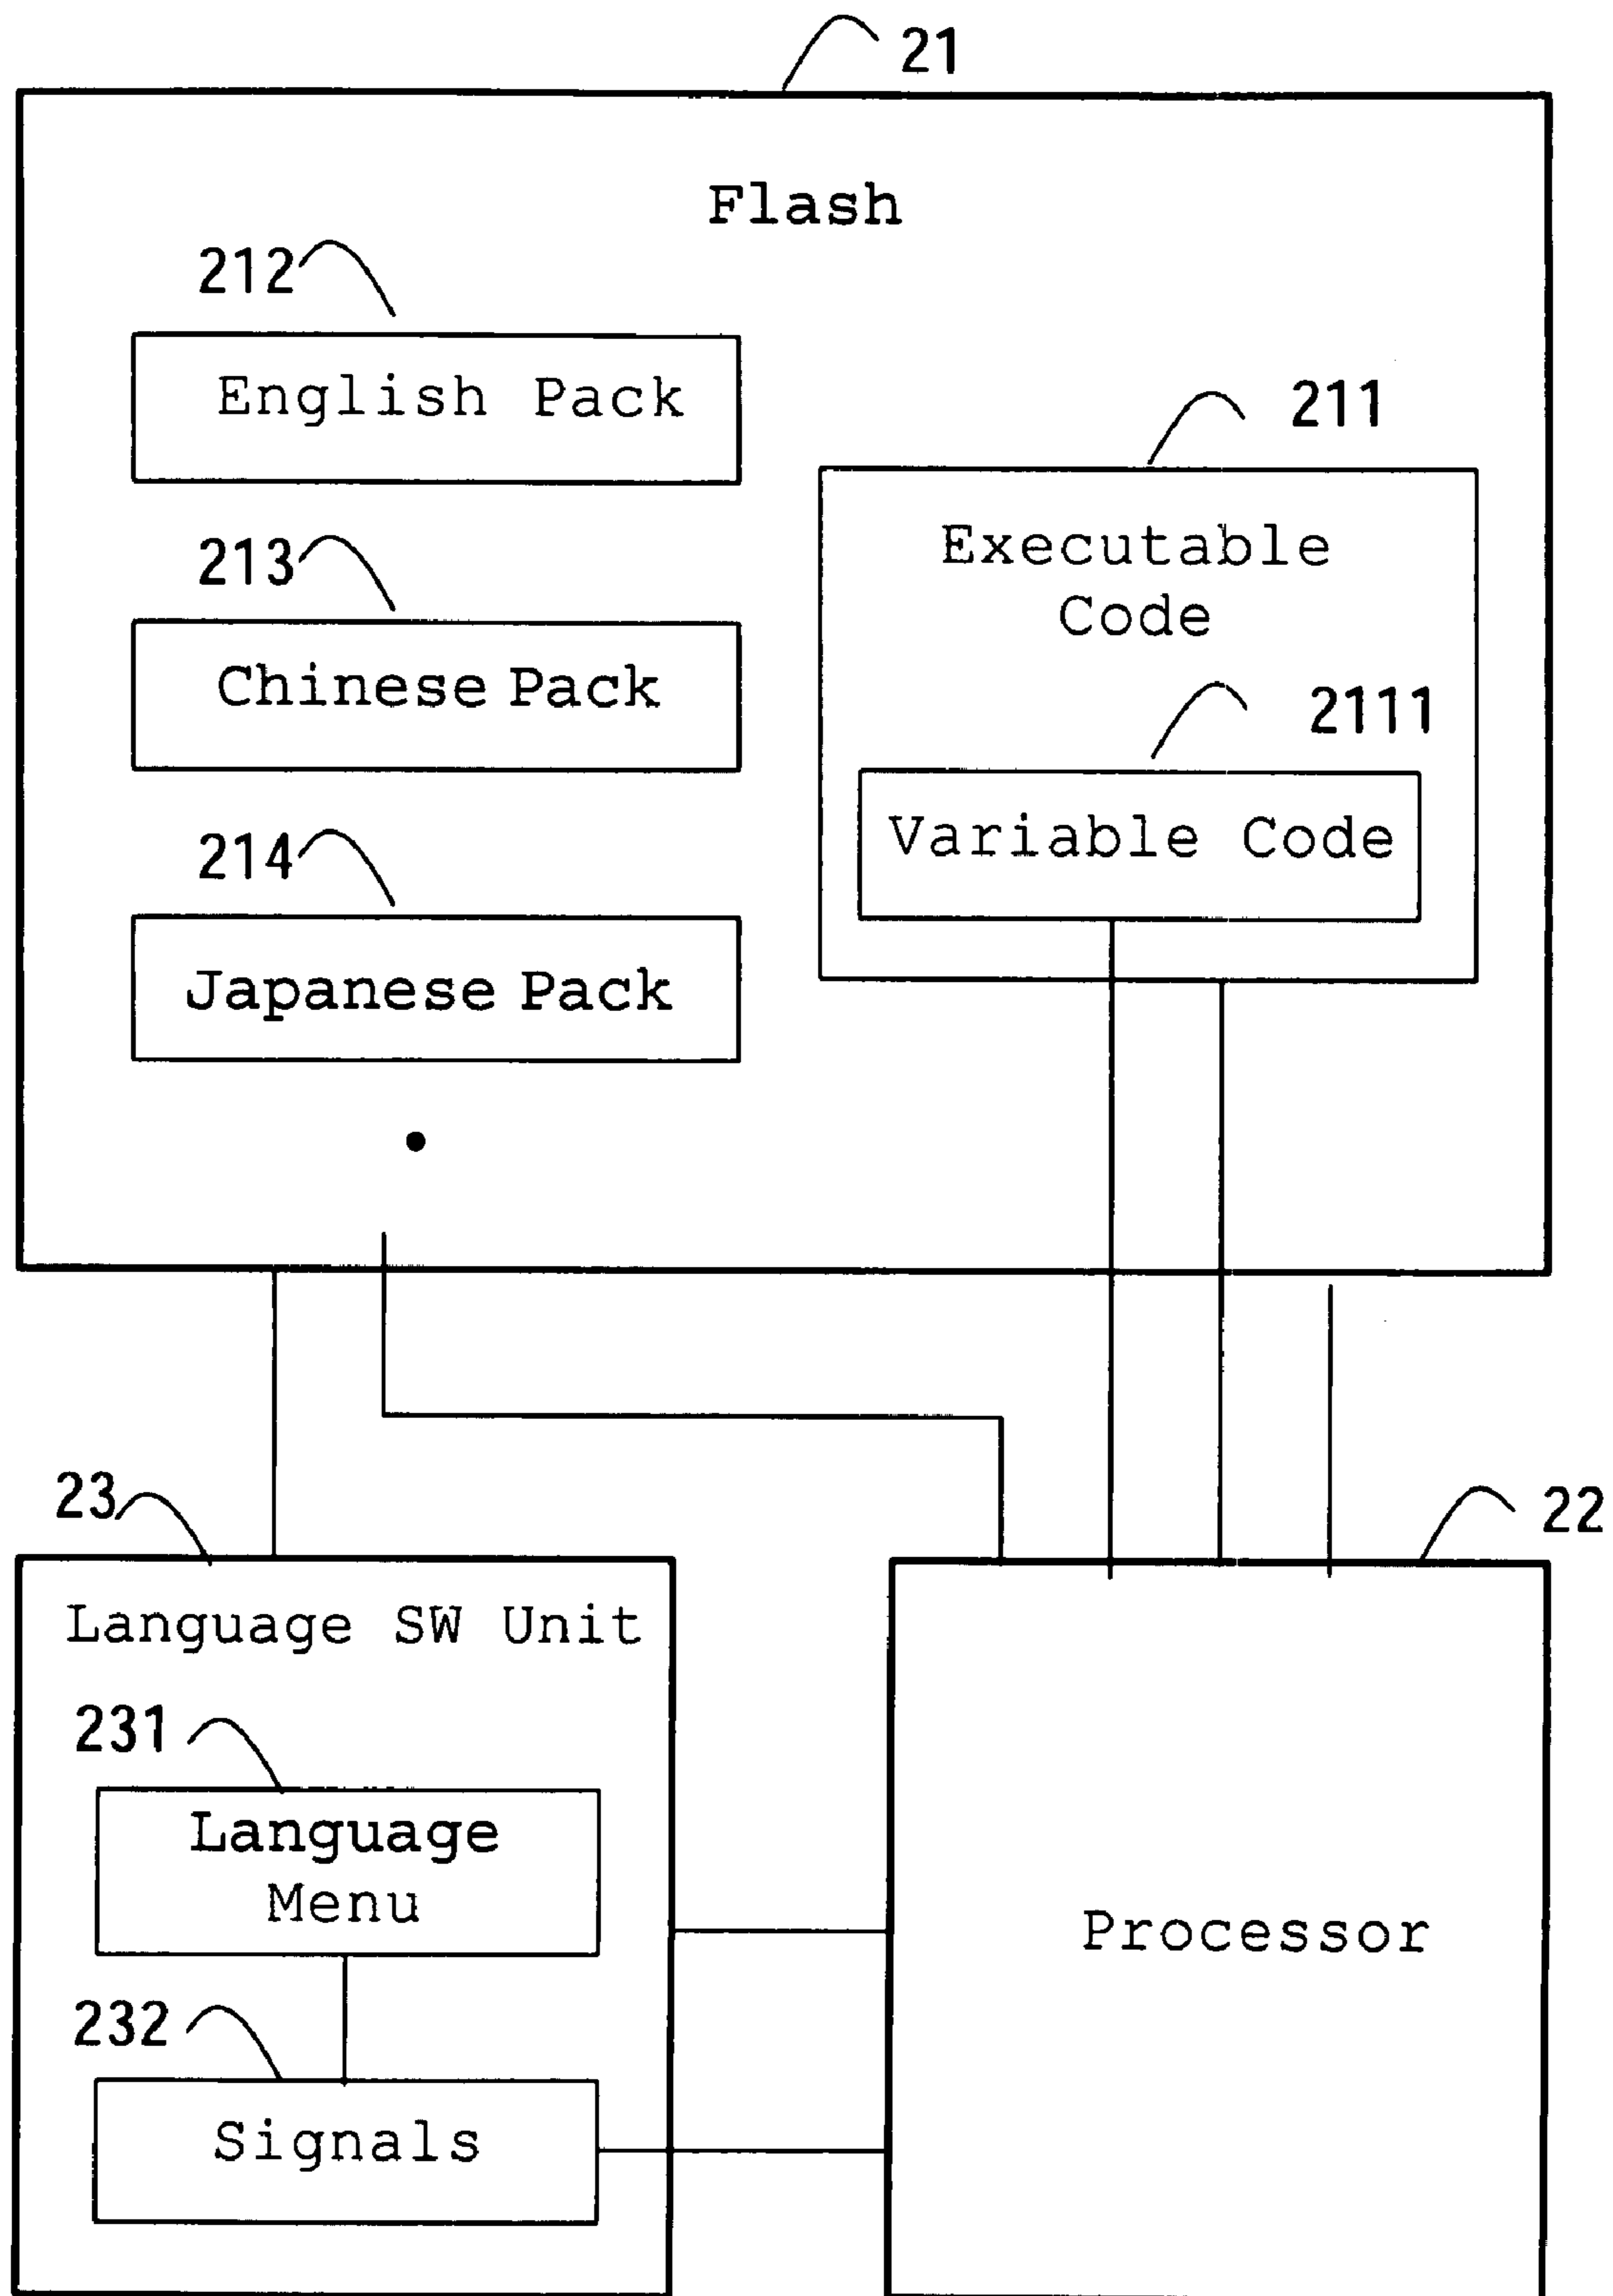 21
Flash
212
English Pack
211
Executable
Code
213
Chinese Pack
2111
Variable Code
214
Japanese Pack
23
22
Language SW Unit
231
Language
Menu
Processor
232
Signals